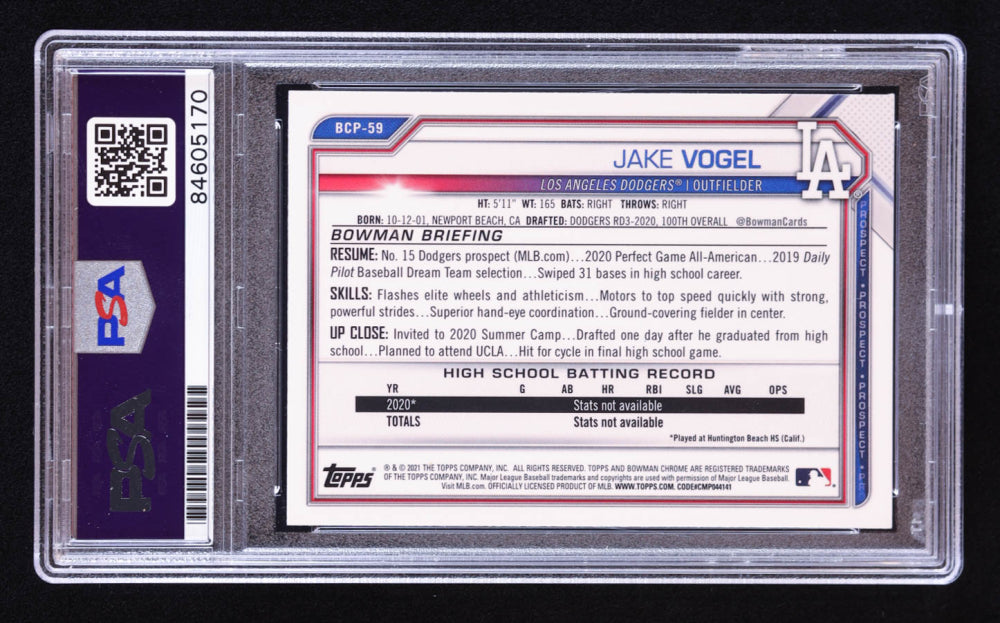 84605170
PSA
PSA
BCP-59
JAKE VOGEL
LA
LOS ANGELES DODGERS® | OUTFIELDER
HT: 5'11" WT: 165 BATS: RIGHT THROWS: RIGHT
BORN: 10-12-01, NEWPORT BEACH, CA DRAFTED: DODGERS RD3-2020, 100TH OVERALL @BowmanCards
BOWMAN BRIEFING
RESUME: No. 15 Dodgers prospect (MLB.com)...2020 Perfect Game All-American...2019 Daily
Pilot Baseball Dream Team selection...Swiped 31 bases in high school career.
SKILLS: Flashes elite wheels and athleticism...Motors to top speed quickly with strong,
powerful strides...Superior hand-eye coordination...Ground-covering fielder in center.
UP CLOSE: Invited to 2020 Summer Camp...Drafted one day after he graduated from high
school...Planned to attend UCLA...Hit for cycle in final high school game.
HIGH SCHOOL BATTING RECORD
YR G AB HR RBI SLG AVG OPS
2020* Stats not available
TOTALS Stats not available
*Played at Huntington Beach HS (Calif.)
Topps
® & © 2021 THE TOPPS COMPANY, INC. ALL RIGHTS RESERVED. TOPPS AND BOWMAN CHROME ARE REGISTERED TRADEMARKS
OF THE TOPPS COMPANY, INC. Major League Baseball trademarks and copyrights are used with permission of Major League Baseball.
Visit MLB.com. OFFICIALLY LICENSED PRODUCT OF MLB. WWW.TOPPS.COM. CODE#CMP044141
PROSPECT • PROSPECT • PROSPECT • PROSPECT • PR